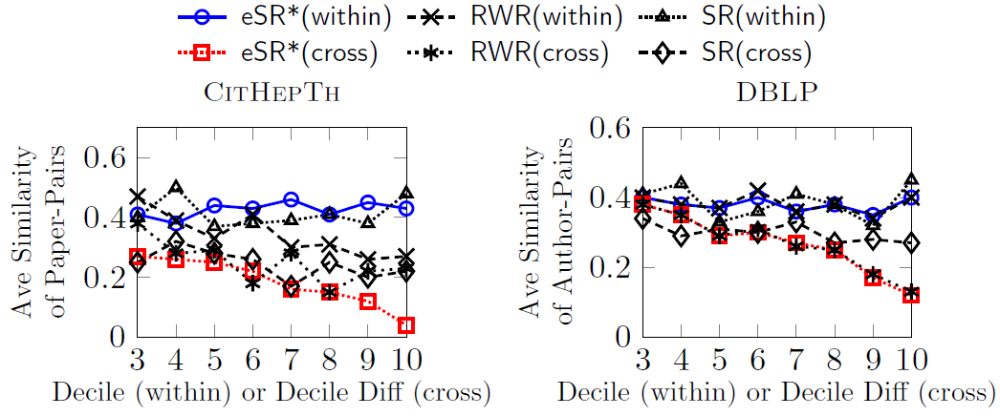 eSR*(within) RWR(within) SR(within)
eSR*(cross) RWR(cross) SR(cross)
CITHEPTH
Ave Similarity
of Paper-Pairs
0.6
0.4
0.2
0
3 4 5 6 7 8 9 10
Decile (within) or Decile Diff (cross)
DBLP
Ave Similarity
of Author-Pairs
0.6
0.4
0.2
0
3 4 5 6 7 8 9 10
Decile (within) or Decile Diff (cross)